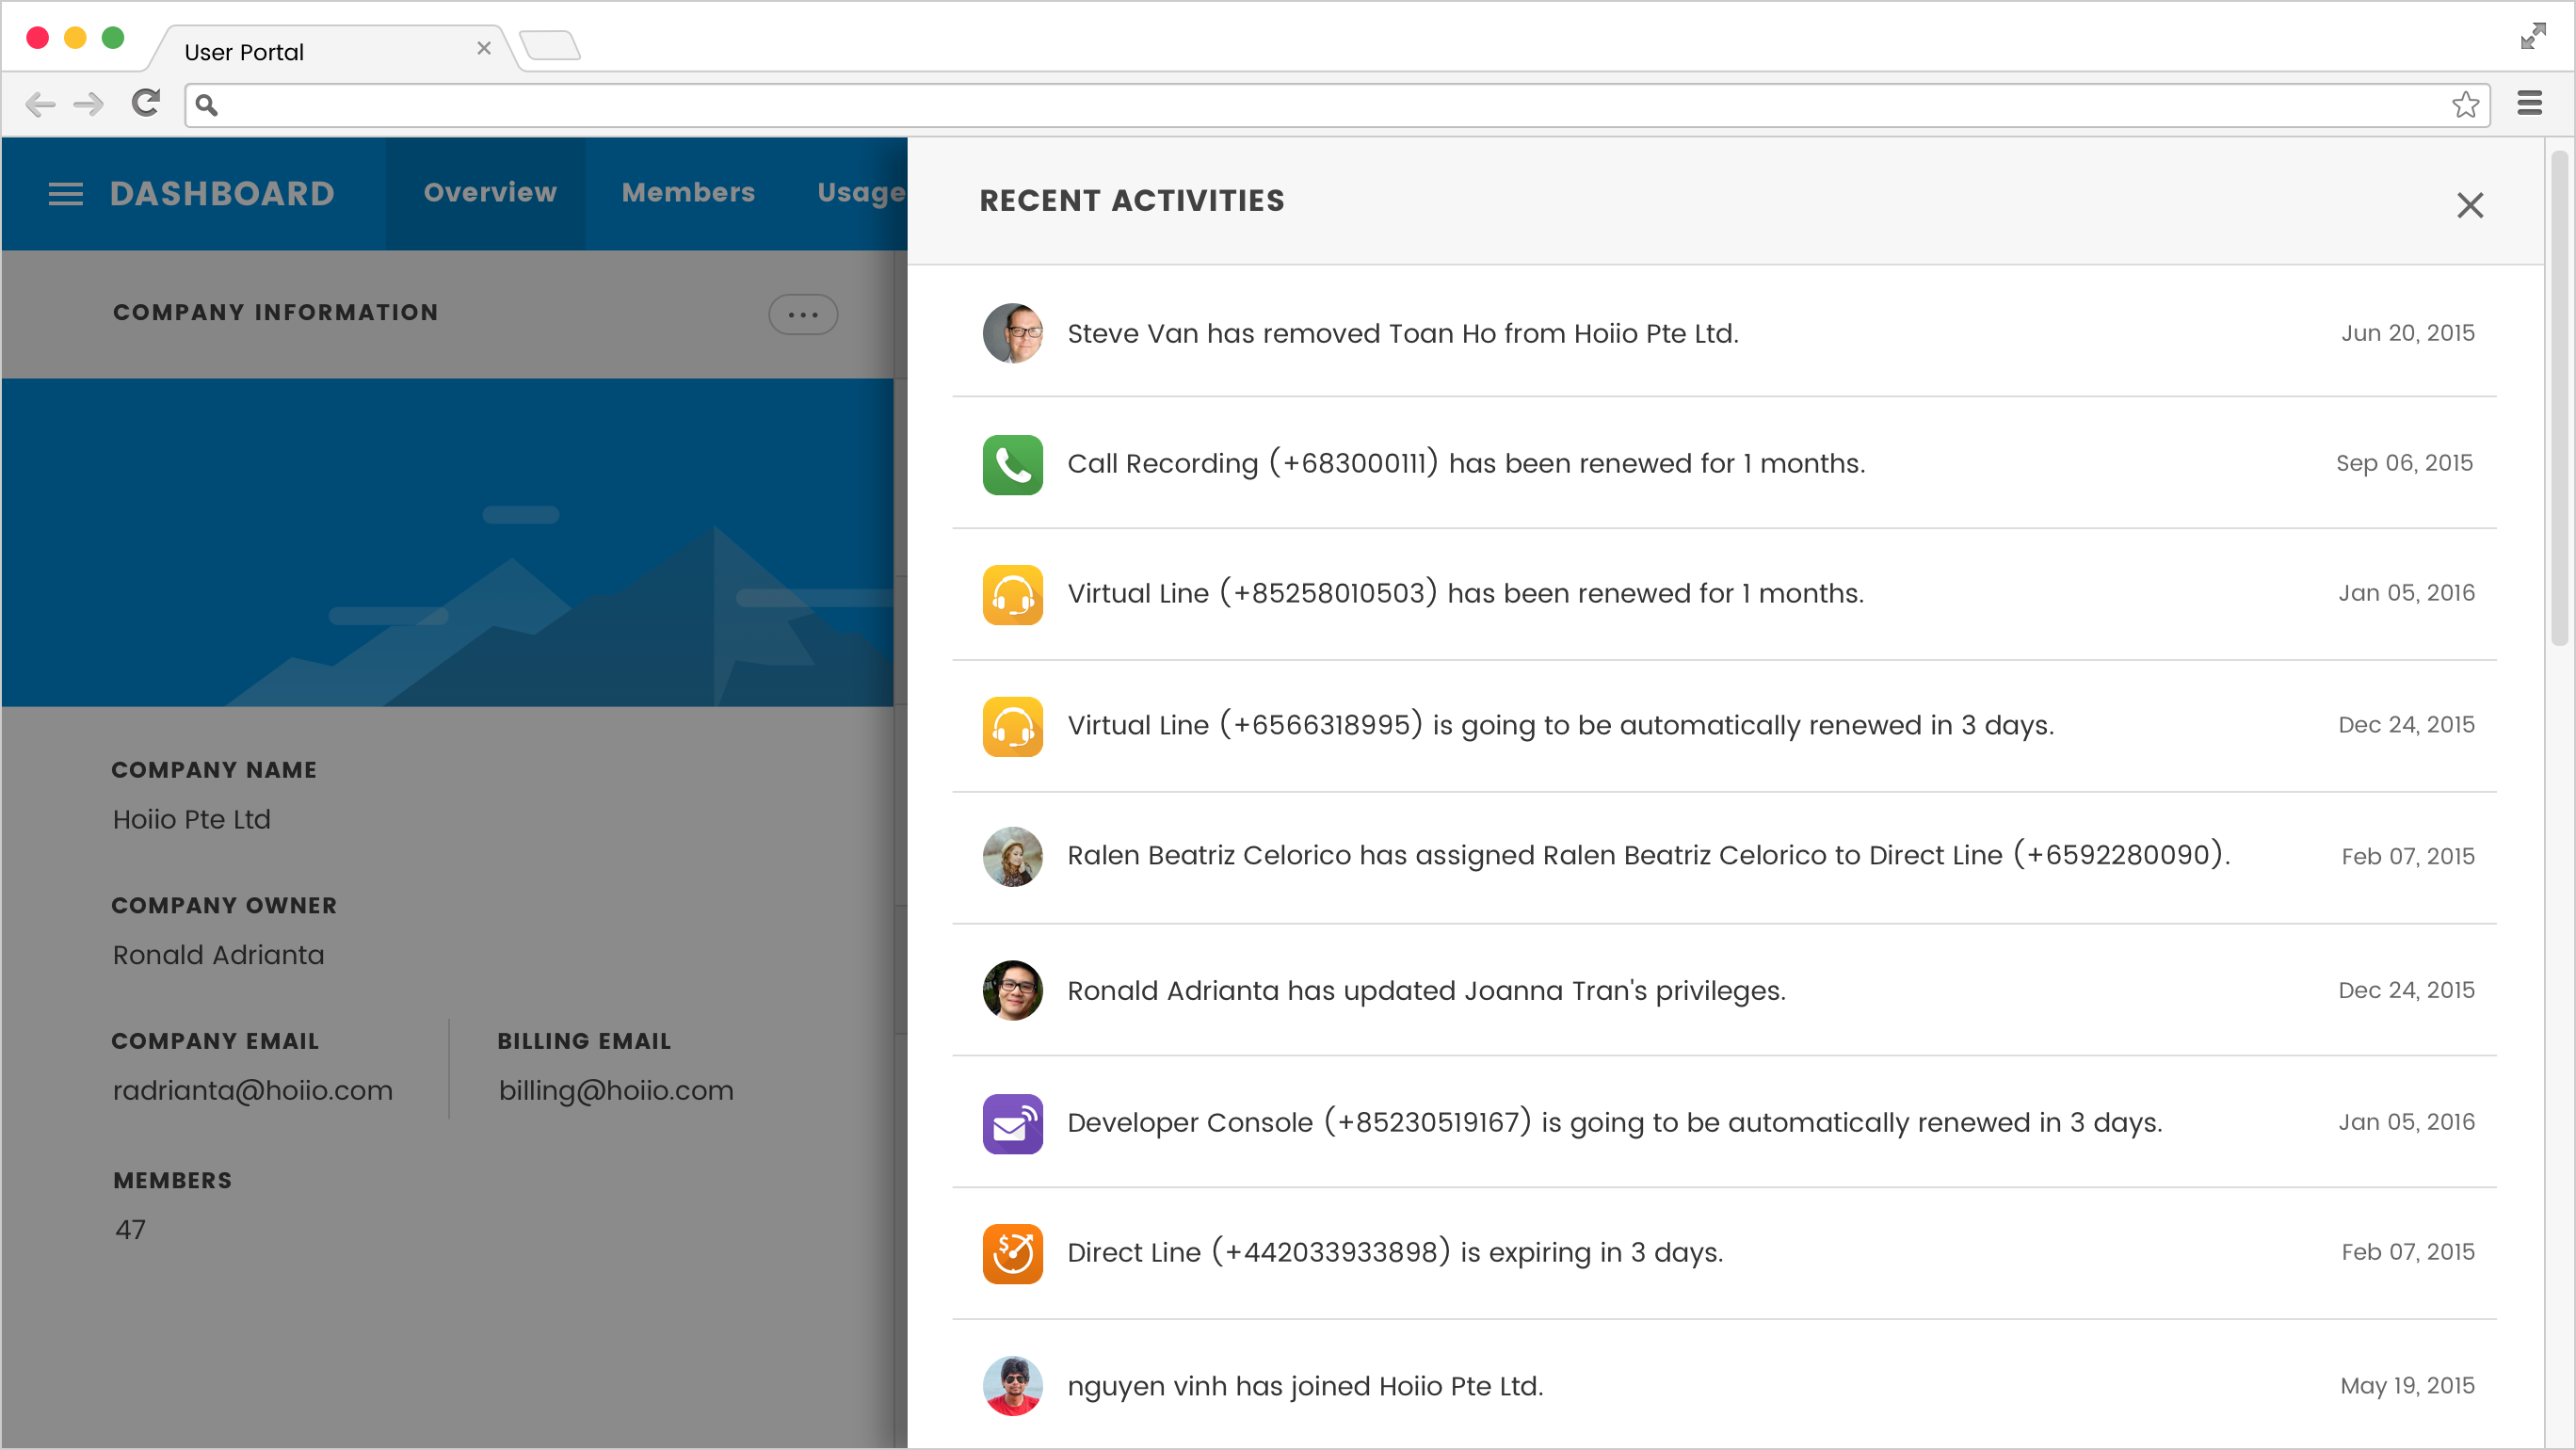 User Portal
DASHBOARD
Overview
Members
Usage
COMPANY INFORMATION
COMPANY NAME
Hoiio Pte Ltd
COMPANY OWNER
Ronald Adrianta
COMPANY EMAIL
BILLING EMAIL
radrianta@hoiio.com
billing@hoiio.com
MEMBERS
47
RECENT ACTIVITIES
Steve Van has removed Toan Ho from Hoiio Pte Ltd.
Jun 20, 2015
Call Recording (+683000111) has been renewed for 1 months.
Sep 06, 2015
Virtual Line (+85258010503) has been renewed for 1 months.
Jan 05, 2016
Virtual Line (+6566318995) is going to be automatically renewed in 3 days.
Dec 24, 2015
Ralen Beatriz Celorico has assigned Ralen Beatriz Celorico to Direct Line (+6592280090).
Feb 07, 2015
Ronald Adrianta has updated Joanna Tran's privileges.
Dec 24, 2015
Developer Console (+85230519167) is going to be automatically renewed in 3 days.
Jan 05, 2016
Direct Line (+442033933898) is expiring in 3 days.
Feb 07, 2015
nguyen vinh has joined Hoiio Pte Ltd.
May 19, 2015